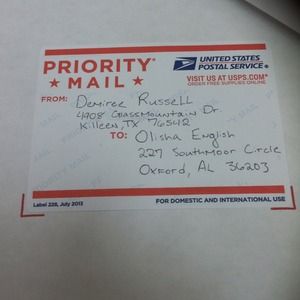 PRIORITY®
★ MAIL ★
UNITED STATES
POSTAL SERVICE®
VISIT US AT USPS.COM®
ORDER FREE SUPPLIES ONLINE
FROM: Demiree Russell
4908 Grassmountain Dr.
Killeen, TX 76542
TO: Olisha English
227 Southmoor Circle
Oxford, AL 36203
Label 228, July 2013
FOR DOMESTIC AND INTERNATIONAL USE